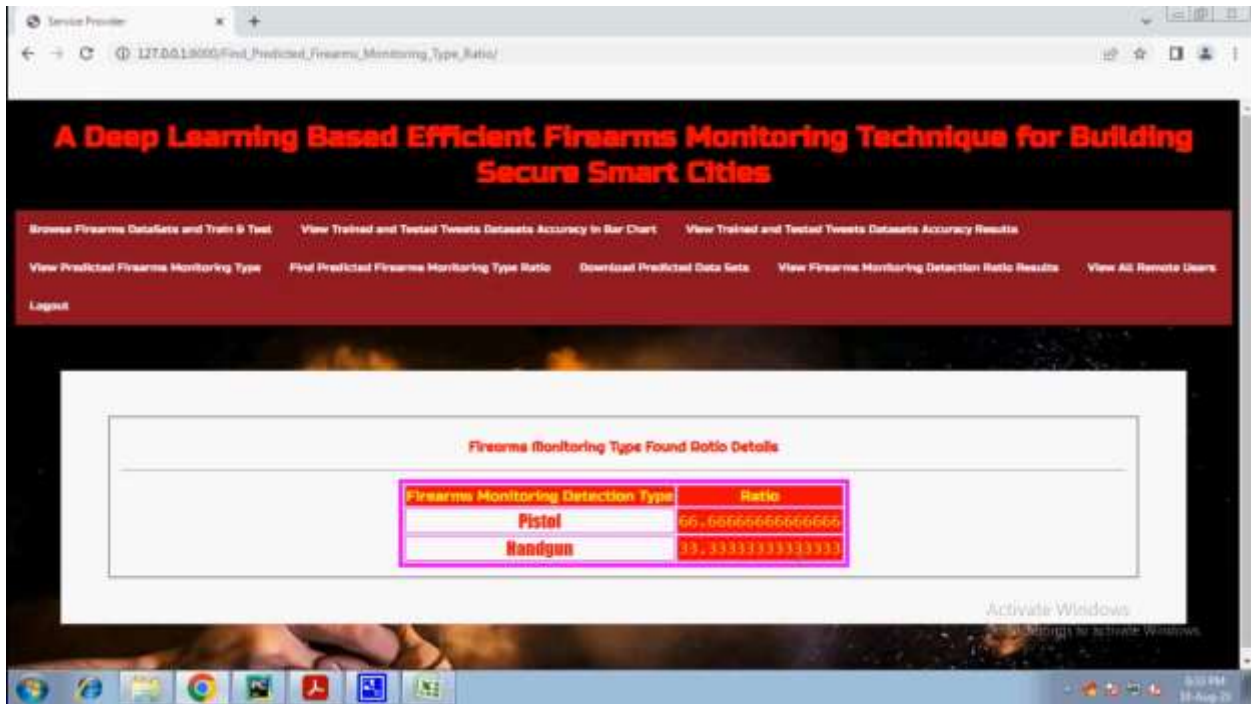 Service Provider
127.0.0.1:8000/Find_Predicted_Firearms_Monitoring_Type_Ratio/
A Deep Learning Based Efficient Firearms Monitoring Technique for Building
Secure Smart Cities
Browse Firearms DataSets and Train & Test View Trained and Tested Tweets Datasets Accuracy in Bar Chart View Trained and Tested Tweets Datasets Accuracy Results
View Predicted Firearms Monitoring Type Find Predicted Firearms Monitoring Type Ratio Download Predicted Data Sets View Firearms Monitoring Detection Ratio Results View All Remote Users
Logout
Firearms Monitoring Type Found Ratio Details
Firearms Monitoring Detection Type Ratio
Pistol 66.66666666666666
Handgun 33.33333333333333
Activate Windows
to activate Windows.
PM